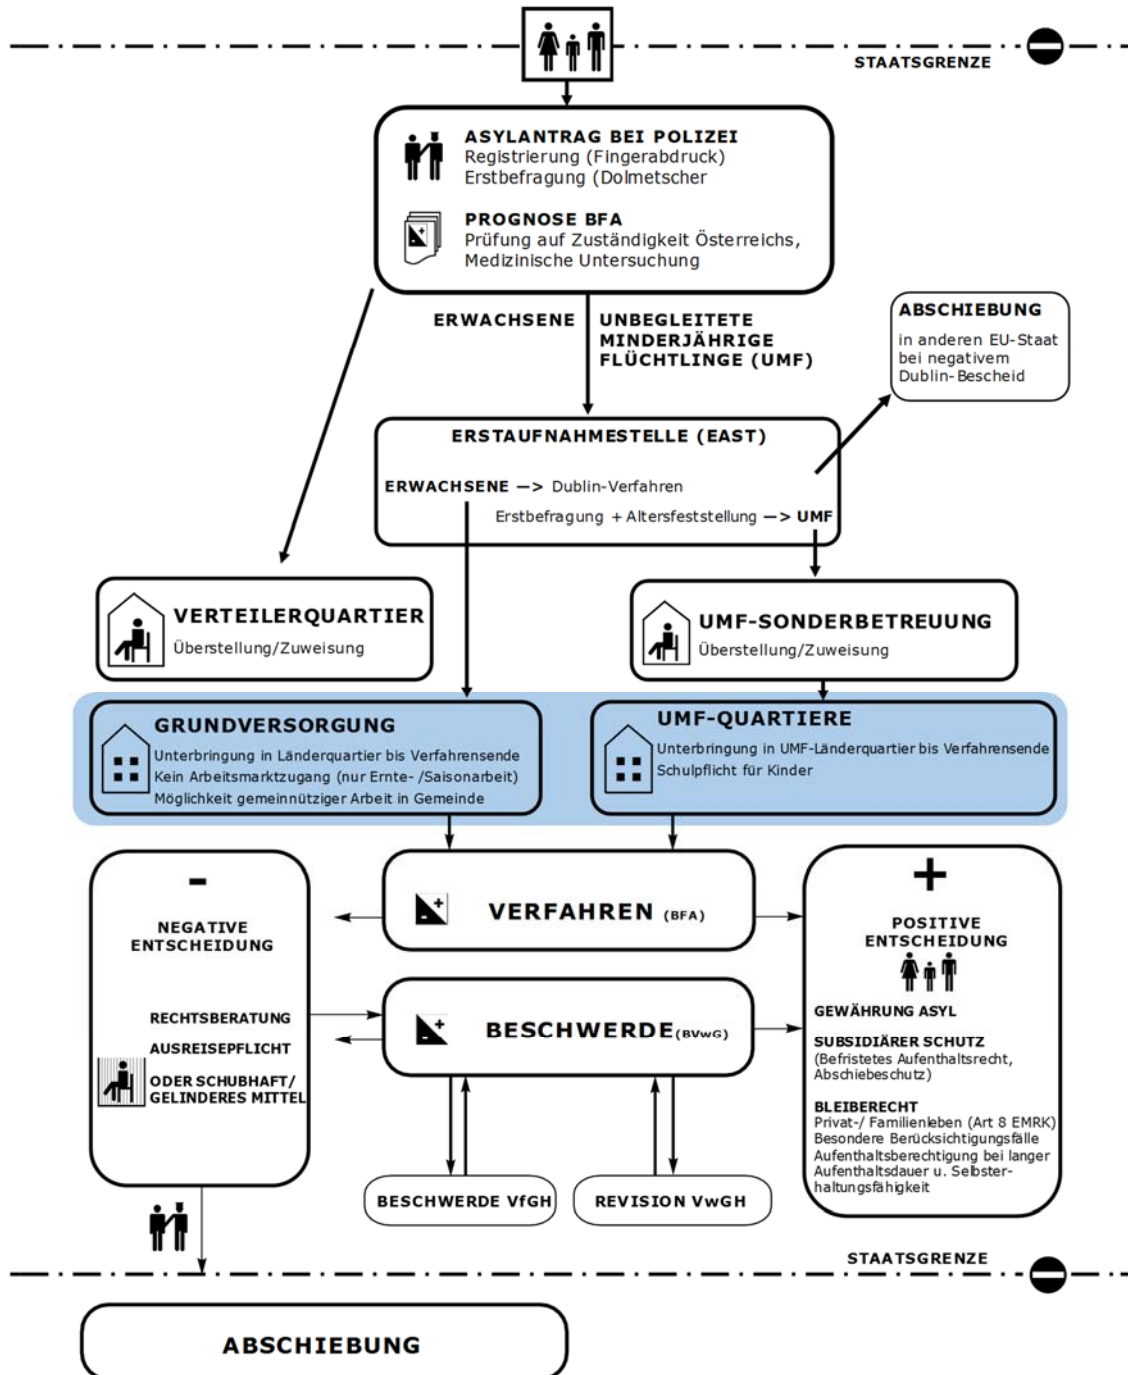 STAATSGRENZE
ASYLANTRAG BEI POLIZEI
Registrierung (Fingerabdruck)
Erstbefragung (Dolmetscher
PROGNOSE BFA
Prüfung auf Zuständigkeit Österreichs,
Medizinische Untersuchung
ERWACHSENE
UNBEGLEITETE
MINDERJÄHRIGE
FLÜCHTLINGE (UMF)
ABSCHIEBUNG
in anderen EU-Staat
bei negativem
Dublin-Bescheid
ERSTAUFNAHMESTELLE (EAST)
ERWACHSENE —> Dublin-Verfahren
Erstbefragung + Altersfeststellung —> UMF
VERTEILERQUARTIER
Überstellung/Zuweisung
UMF-SONDERBETREUUNG
Überstellung/Zuweisung
GRUNDVERSORGUNG
Unterbringung in Länderquartier bis Verfahrensende
Kein Arbeitsmarktzugang (nur Ernte- /Saisonarbeit)
Möglichkeit gemeinnütziger Arbeit in Gemeinde
UMF-QUARTIERE
Unterbringung in UMF-Länderquartier bis Verfahrensende
Schulpflicht für Kinder
-
NEGATIVE
ENTSCHEIDUNG
RECHTSBERATUNG
AUSREISEPFLICHT
ODER SCHUBHAFT/
GELINDERES MITTEL
VERFAHREN (BFA)
BESCHWERDE (BVwG)
BESCHWERDE VfGH
REVISION VwGH
+
POSITIVE
ENTSCHEIDUNG
GEWÄHRUNG ASYL
SUBSIDIÄRER SCHUTZ
(Befristetes Aufenthaltsrecht,
Abschiebeschutz)
BLEIBERECHT
Privat-/ Familienleben (Art 8 EMRK)
Besondere Berücksichtigungsfälle
Aufenthaltsberechtigung bei langer
Aufenthaltsdauer u. Selbster-
haltungsfähigkeit
STAATSGRENZE
ABSCHIEBUNG